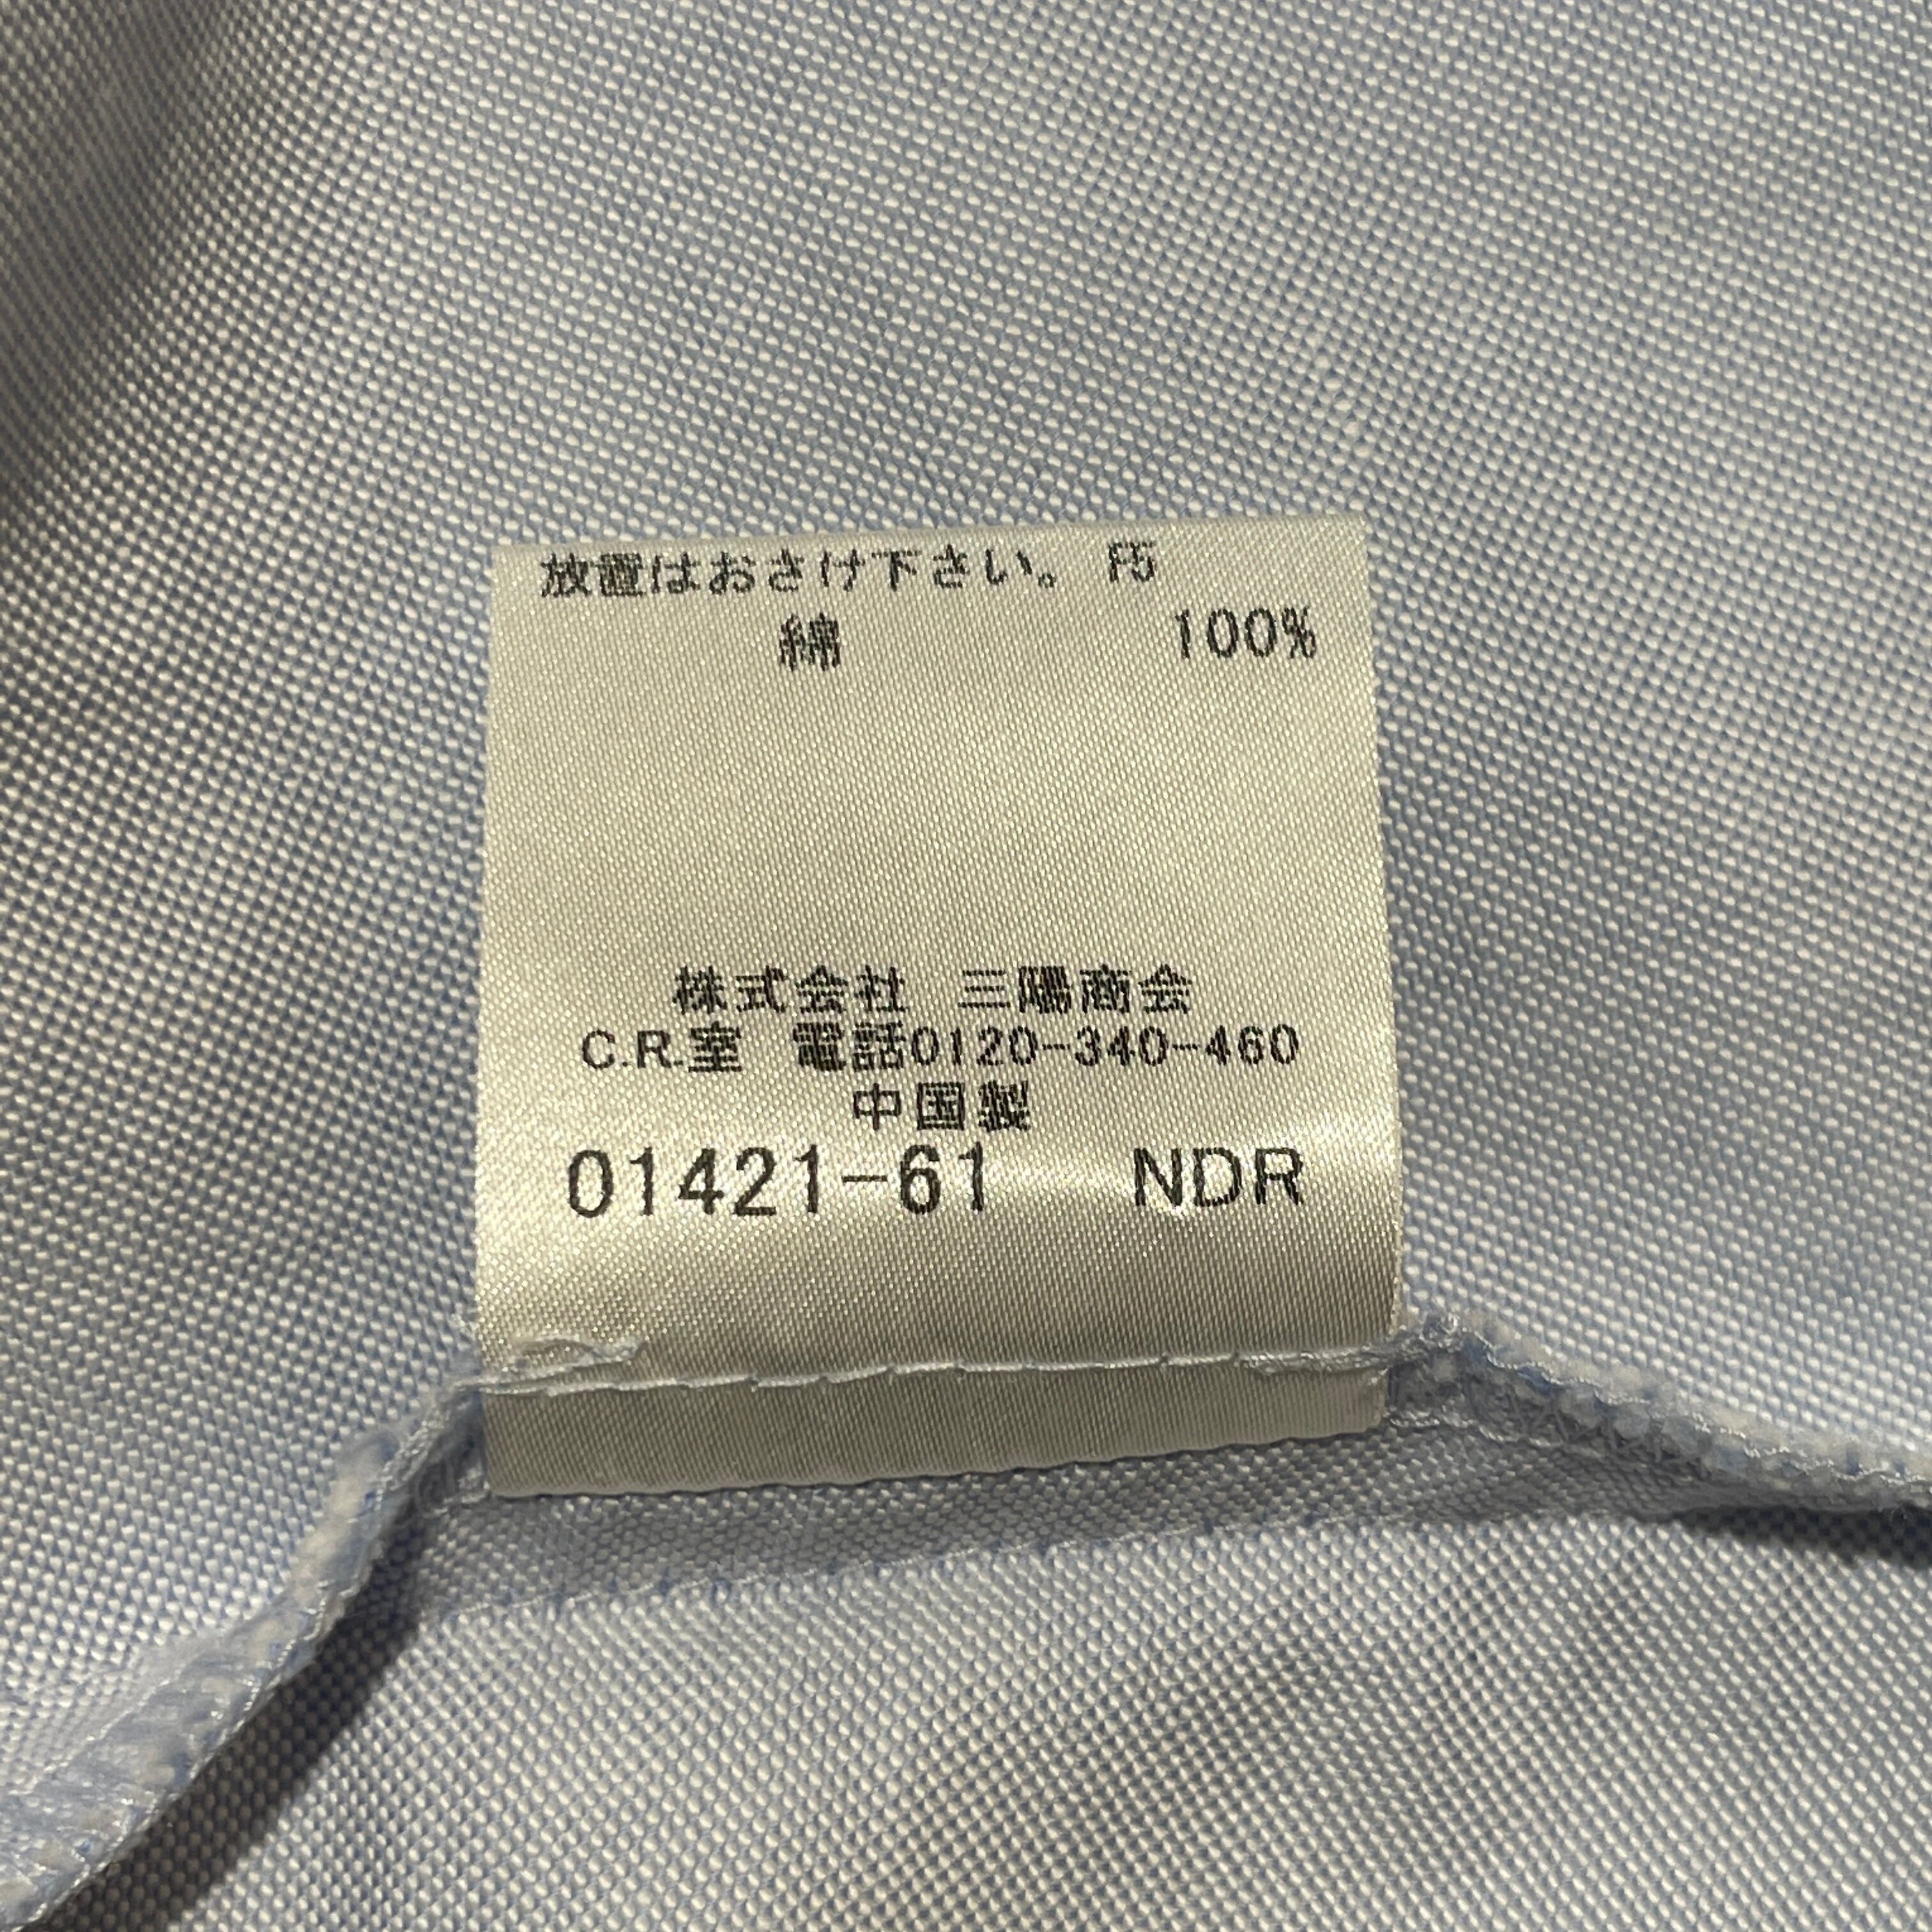 放置はおさけ下さい。 F5
綿 100%
株式会社 三陽商会
C.R.室 電話0120-340-460
中国製
01421-61 NDR